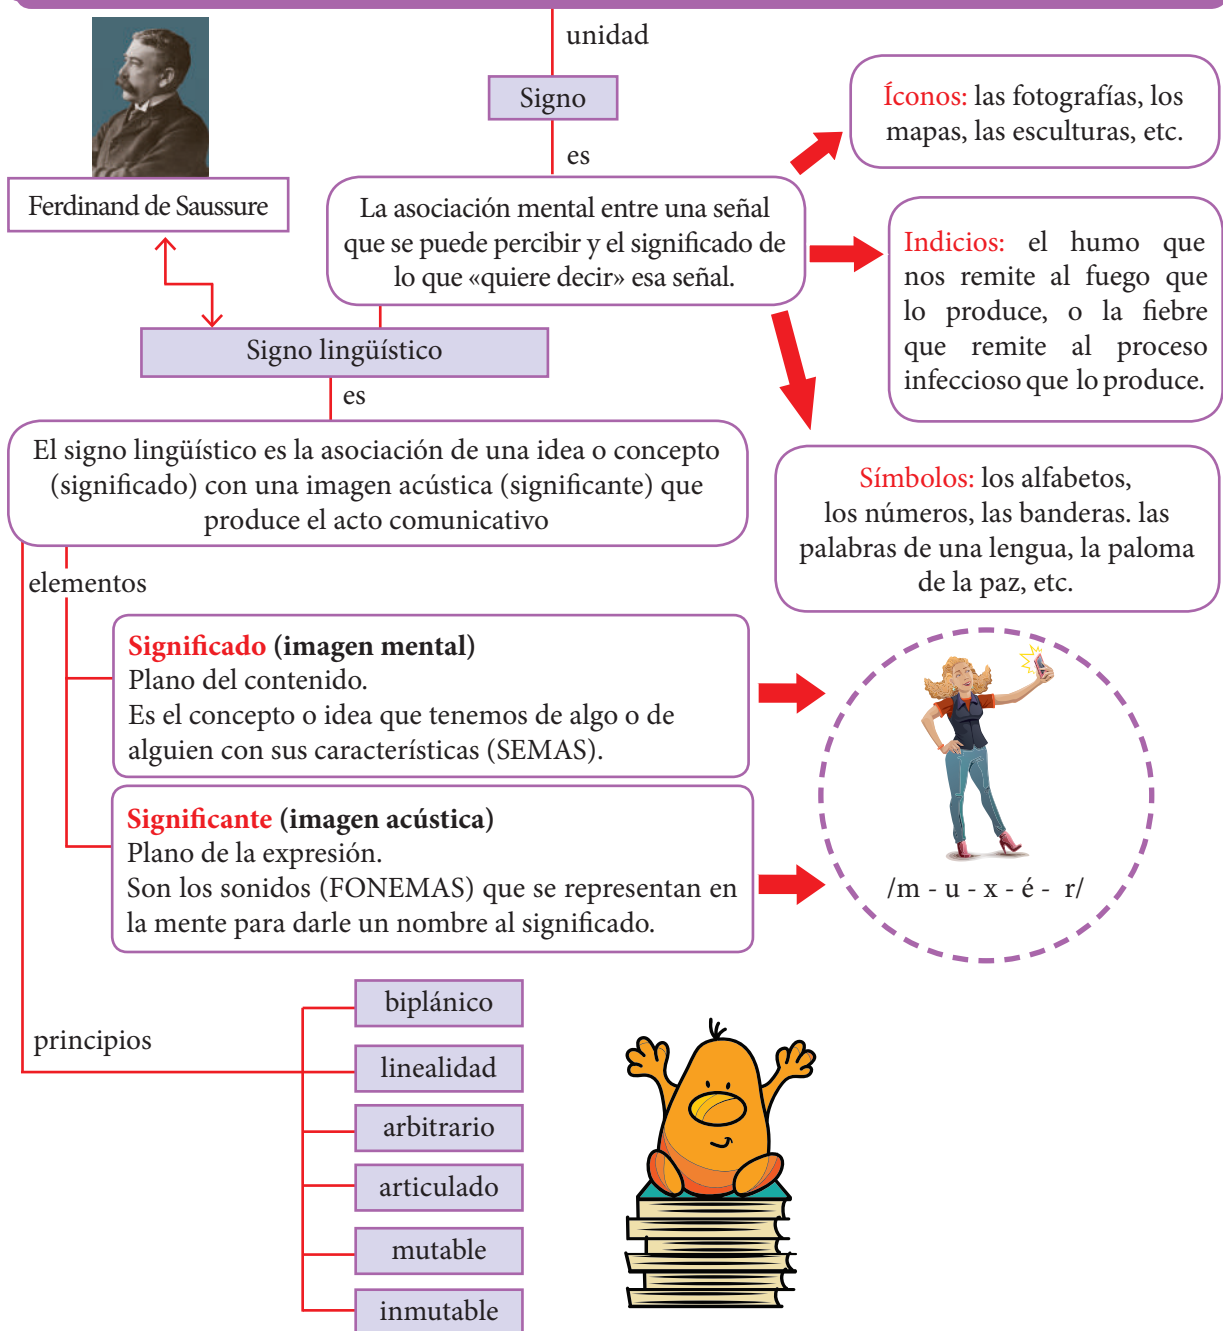 unidad
Signo
es
Ferdinand de Saussure
La asociación mental entre una señal
que se puede percibir y el significado de
lo que «quiere decir» esa señal.
Íconos: las fotografías, los
mapas, las esculturas, etc.
Indicios: el humo que
nos remite al fuego que
lo produce, o la fiebre
que remite al proceso
infeccioso que lo produce.
Símbolos: los alfabetos,
los números, las banderas. las
palabras de una lengua, la paloma
de la paz, etc.
Signo lingüístico
es
El signo lingüístico es la asociación de una idea o concepto
(significado) con una imagen acústica (significante) que
produce el acto comunicativo
elementos
Significado (imagen mental)
Plano del contenido.
Es el concepto o idea que tenemos de algo o de
alguien con sus características (SEMAS).
Significante (imagen acústica)
Plano de la expresión.
Son los sonidos (FONEMAS) que se representan en
la mente para darle un nombre al significado.
/m - u - x - é - r/
principios
biplánico
linealidad
arbitrario
articulado
mutable
inmutable